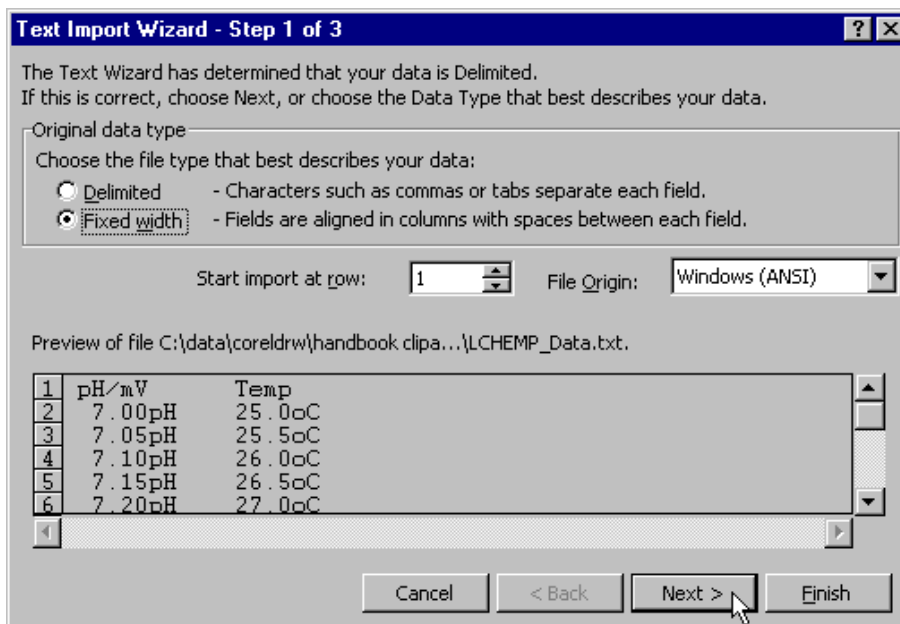 Text Import Wizard - Step 1 of 3
The Text Wizard has determined that your data is Delimited.
If this is correct, choose Next, or choose the Data Type that best describes your data.
Original data type
Choose the file type that best describes your data:
Delimited - Characters such as commas or tabs separate each field.
Fixed width - Fields are aligned in columns with spaces between each field.
Start import at row: 1 File Origin: Windows (ANSI)
Preview of file C:\data\coreldrw\handbook clipa...\LCHEMP_Data.txt.
1 pH/mV Temp
2 7.00pH 25.0oC
3 7.05pH 25.5oC
4 7.10pH 26.0oC
5 7.15pH 26.5oC
6 7.20pH 27.0oC
Cancel < Back Next > Finish